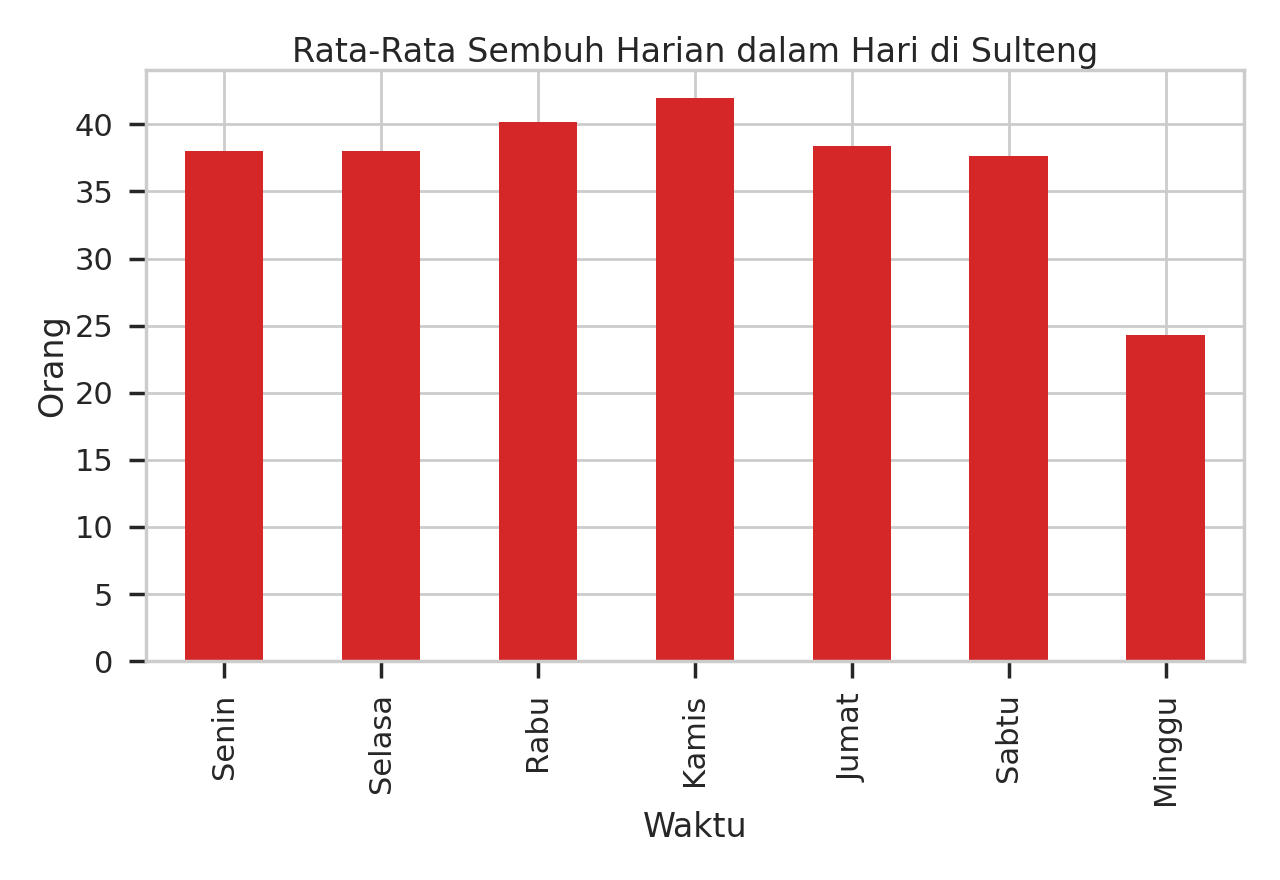 Rata-Rata Sembuh Harian dalam Hari di Sulteng
Orang
40
35
30
25
20
15
10
5
0
Senin
Selasa
Rabu
Kamis
Jumat
Sabtu
Minggu
Waktu